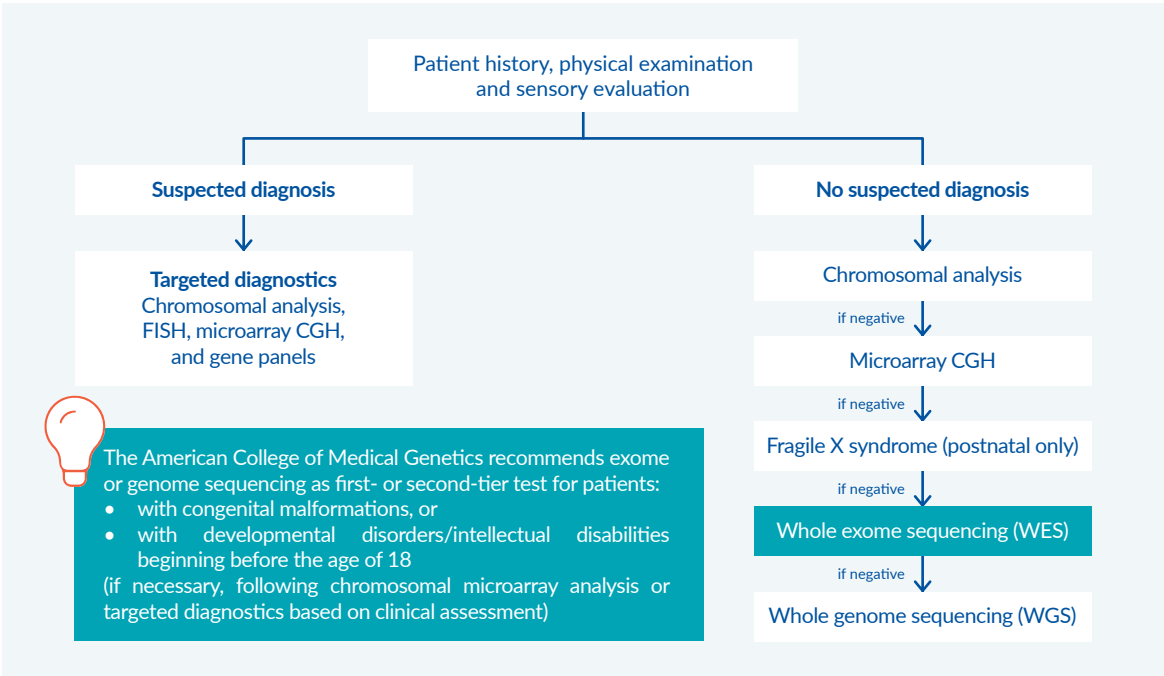 Patient history, physical examination
and sensory evaluation
Suspected diagnosis
Targeted diagnostics
Chromosomal analysis,
FISH, microarray CGH,
and gene panels
The American College of Medical Genetics recommends exome
or genome sequencing as first- or second-tier test for patients:
• with congenital malformations, or
• with developmental disorders/intellectual disabilities
beginning before the age of 18
(if necessary, following chromosomal microarray analysis or
targeted diagnostics based on clinical assessment)
No suspected diagnosis
Chromosomal analysis
if negative
Microarray CGH
if negative
Fragile X syndrome (postnatal only)
if negative
Whole exome sequencing (WES)
if negative
Whole genome sequencing (WGS)